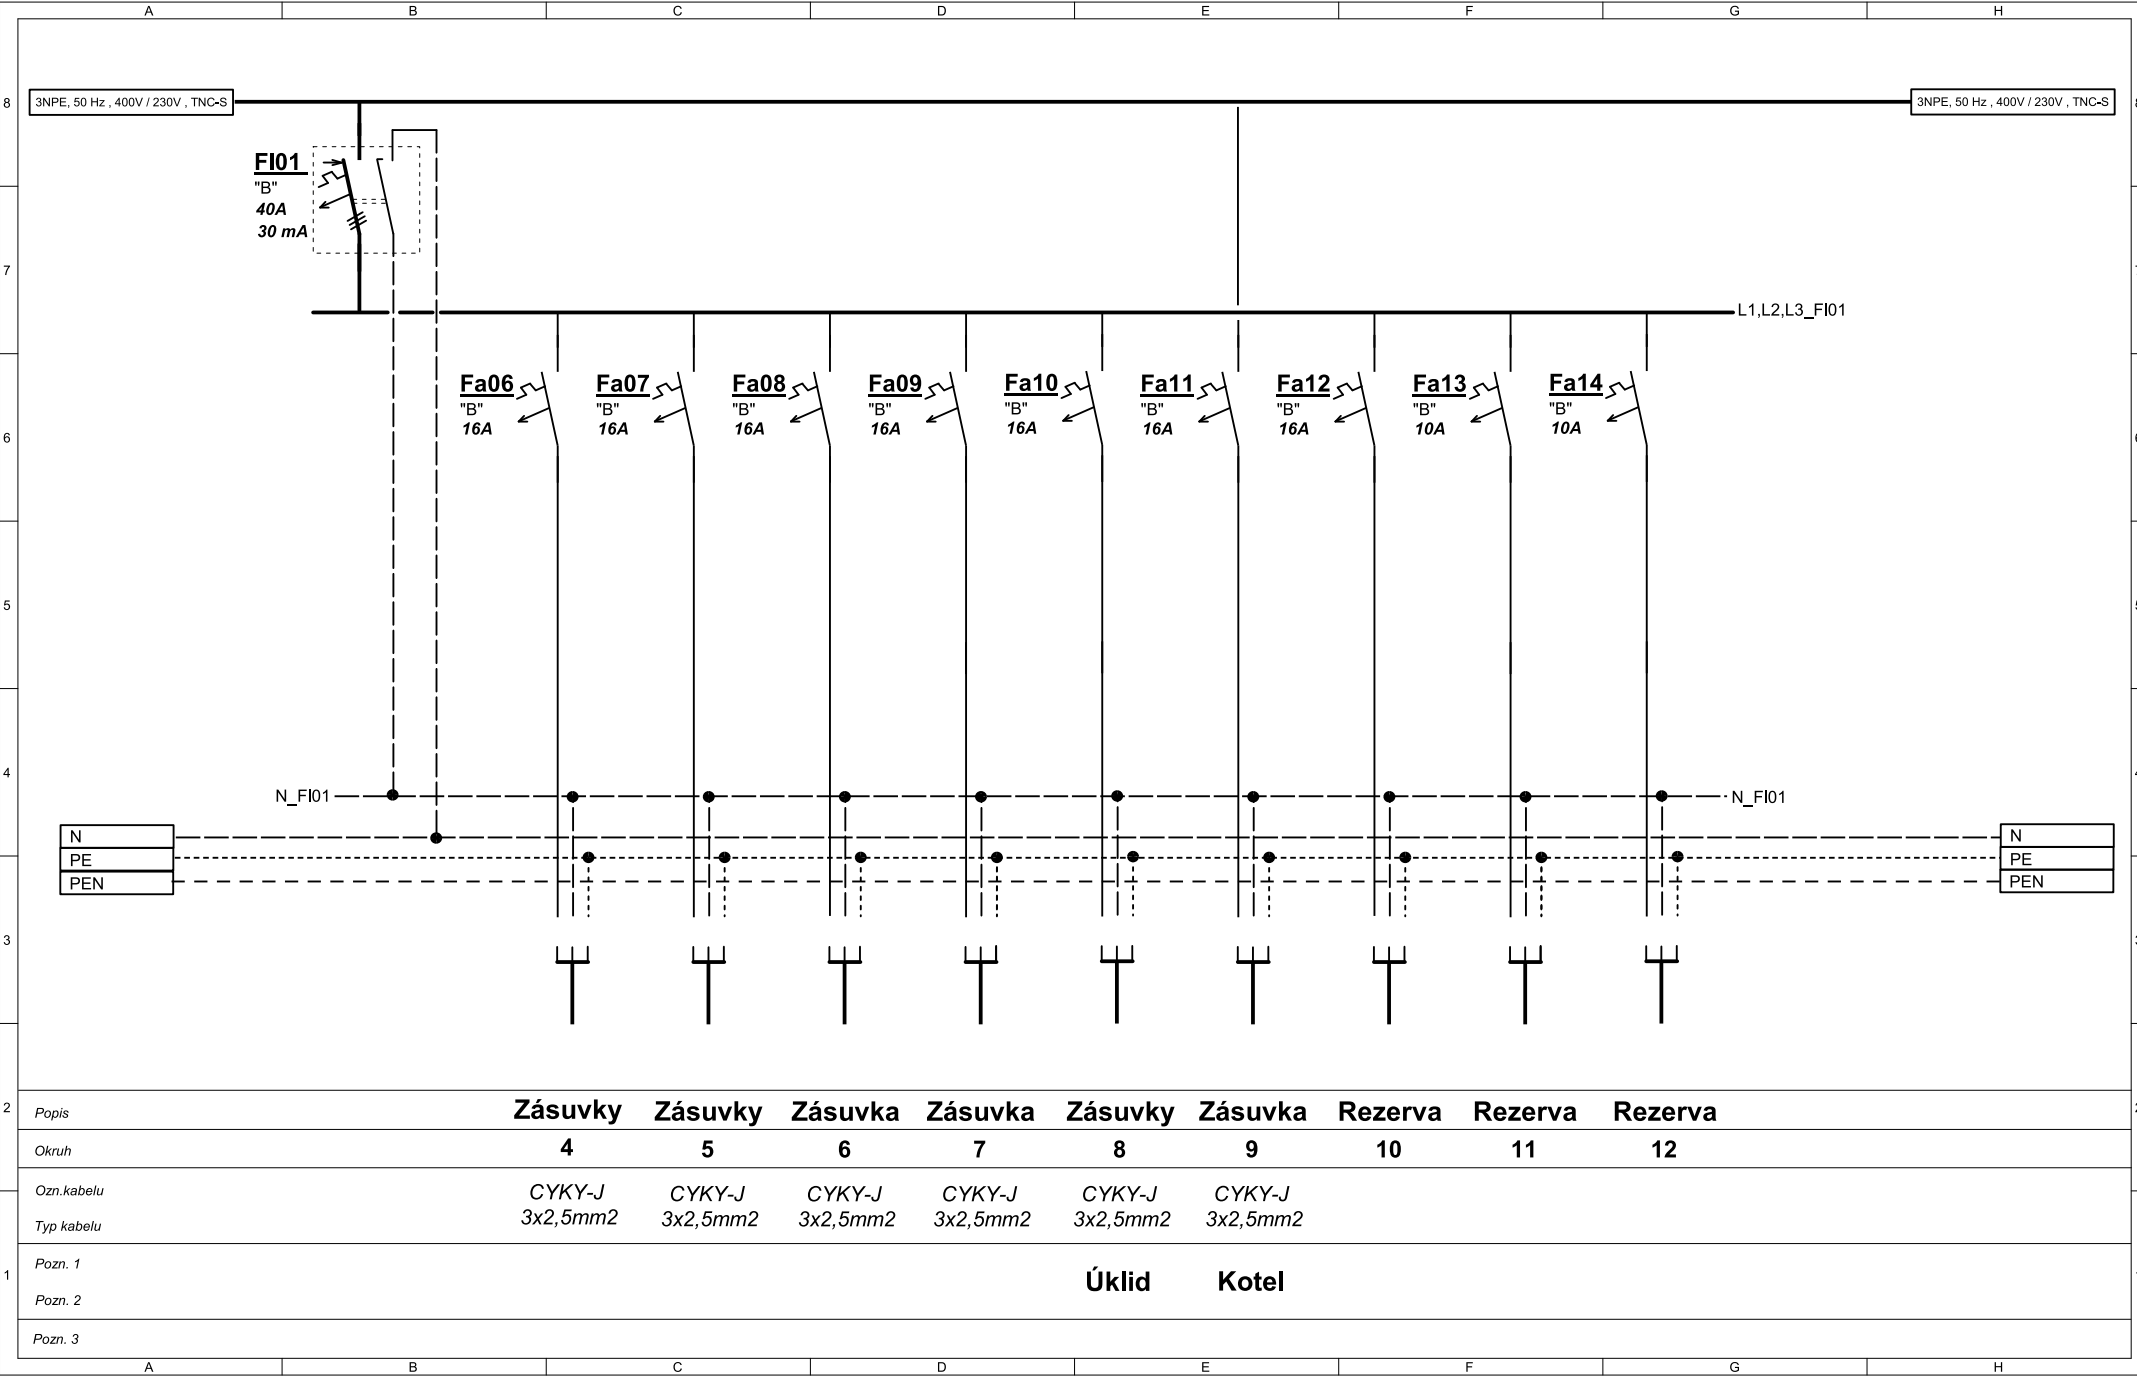 A B C D E F G H
8
3NPE, 50 Hz , 400V / 230V , TNC-S
3NPE, 50 Hz , 400V / 230V , TNC-S
FI01
"B"
40A
30 mA
7
L1,L2,L3_FI01
Fa06 Fa07 Fa08 Fa09 Fa10 Fa11 Fa12 Fa13 Fa14
"B" "B" "B" "B" "B" "B" "B" "B" "B"
16A 16A 16A 16A 16A 16A 16A 10A 10A
6
5
4
N_FI01 N_FI01
N N
PE PE
PEN PEN
3
2
Popis Zásuvky Zásuvky Zásuvka Zásuvka Zásuvky Zásuvka Rezerva Rezerva Rezerva
Okruh 4 5 6 7 8 9 10 11 12
Ozn.kabelu CYKY-J CYKY-J CYKY-J CYKY-J CYKY-J CYKY-J
Typ kabelu 3x2,5mm2 3x2,5mm2 3x2,5mm2 3x2,5mm2 3x2,5mm2 3x2,5mm2
Pozn. 1
1
Úklid Kotel
Pozn. 2
Pozn. 3
A B C D E F G H